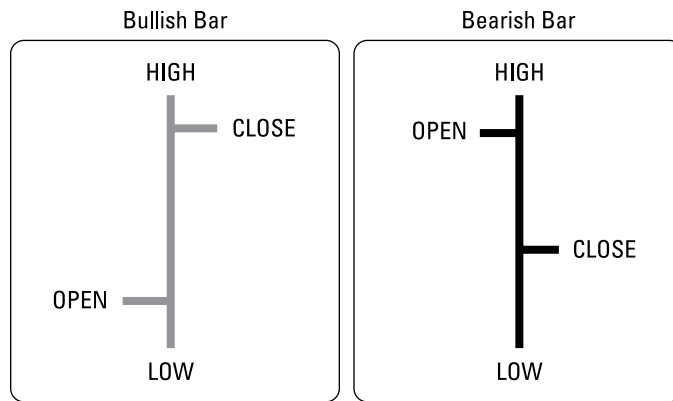 Bullish Bar
HIGH
CLOSE
OPEN
LOW
Bearish Bar
HIGH
OPEN
CLOSE
LOW